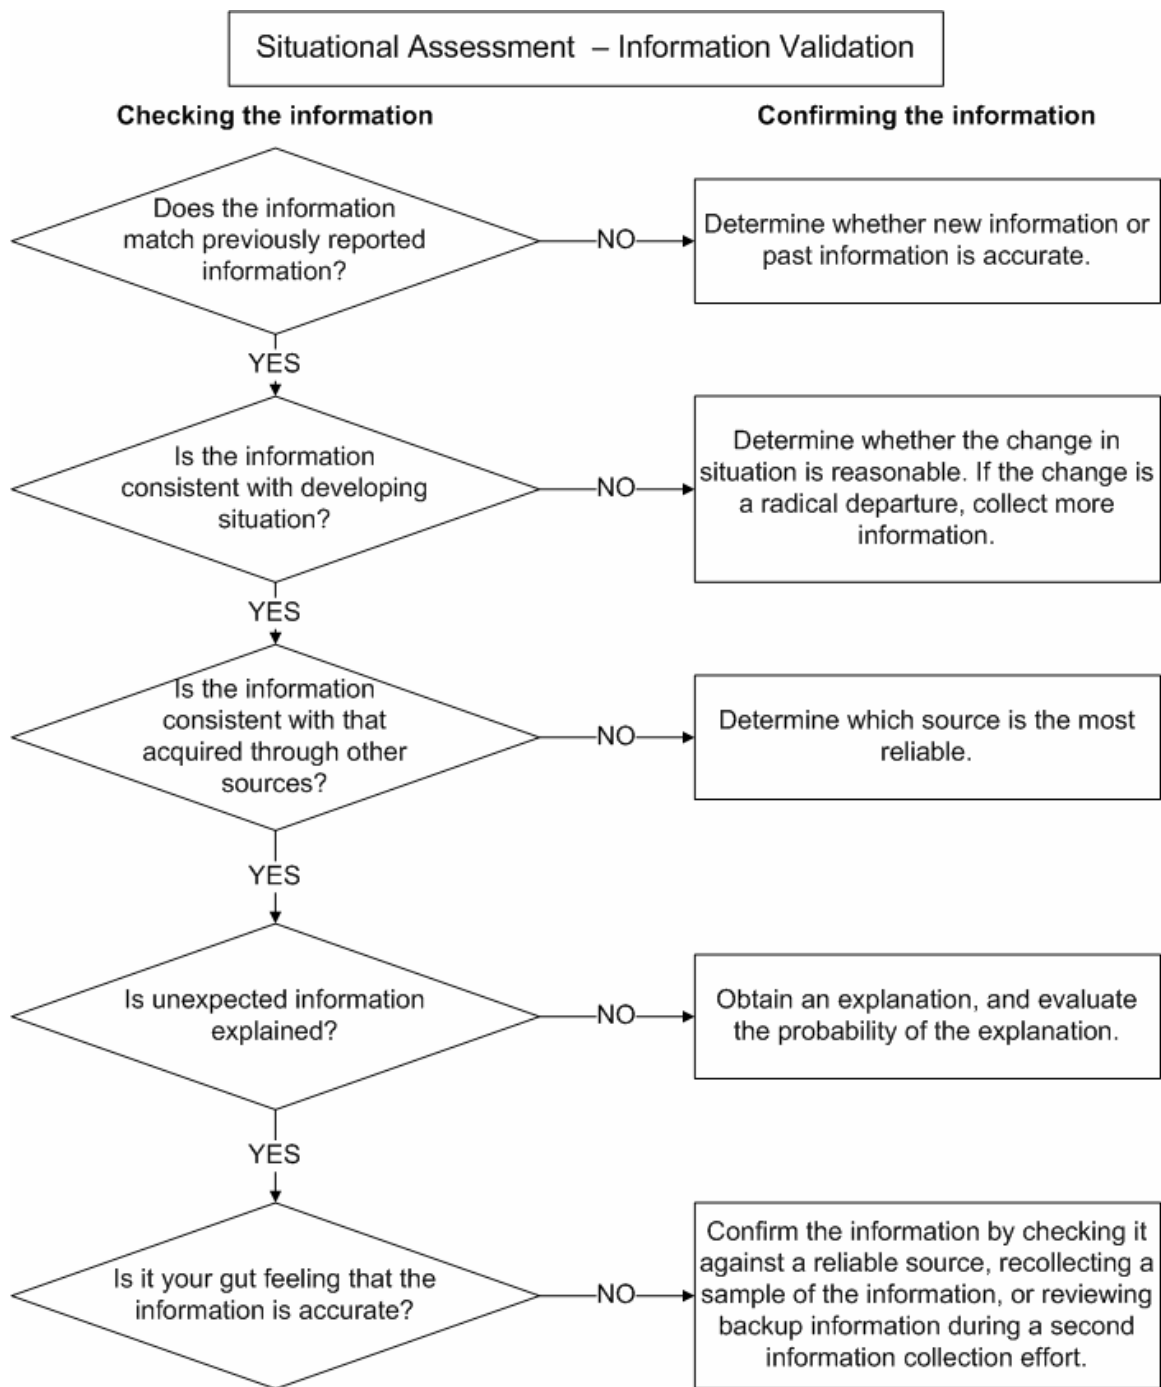 Situational Assessment – Information Validation
Checking the information
Confirming the information
Does the information
match previously reported
information?
NO
Determine whether new information or
past information is accurate.
YES
Is the information
consistent with developing
situation?
NO
Determine whether the change in
situation is reasonable. If the change is
a radical departure, collect more
information.
YES
Is the information
consistent with that
acquired through other
sources?
NO
Determine which source is the most
reliable.
YES
Is unexpected information
explained?
NO
Obtain an explanation, and evaluate
the probability of the explanation.
YES
Is it your gut feeling that the
information is accurate?
NO
Confirm the information by checking it
against a reliable source, recollecting a
sample of the information, or reviewing
backup information during a second
information collection effort.